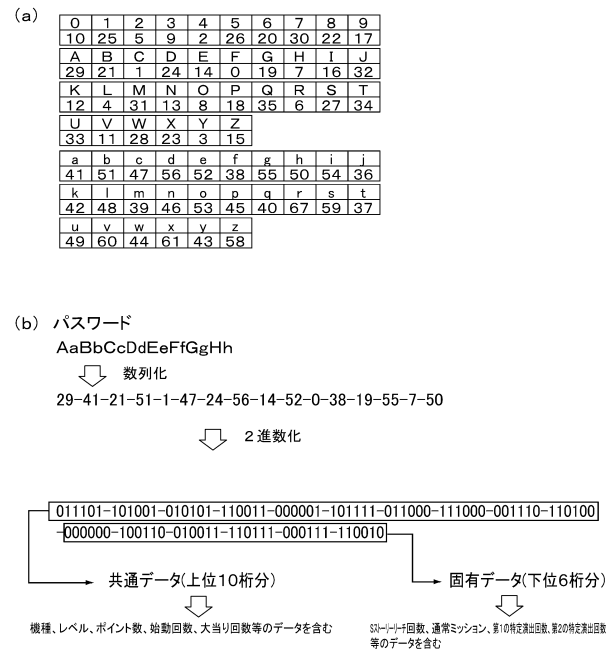 (a)
0 1 2 3 4 5 6 7 8 9
10 25 5 9 2 26 20 30 22 17
A B C D E F G H I J
29 21 1 24 14 0 19 7 16 32
K L M N O P Q R S T
12 4 31 13 8 18 35 6 27 34
U V W X Y Z
33 11 28 23 3 15
a b c d e f g h i j
41 51 47 56 52 38 55 50 54 36
k l m n o p q r s t
42 48 39 46 53 45 40 67 59 37
u v w x y z
49 60 44 61 43 58
(b) パスワード
AaBbCcDdEeFfGgHh
数列化
29-41-21-51-1-47-24-56-14-52-0-38-19-55-7-50
2進数化
011101-101001-010101-110011-000001-101111-011000-111000-001110-110100
-000000-100110-010011-110111-000111-110010
共通データ(上位10桁分)
固有データ(下位6桁分)
機種、レベル、ポイント数、始動回数、大当り回数等のデータを含む
Sストーリーリーチ回数、通常ミッション、第1の特定演出回数、第2の特定演出回数
等のデータを含む